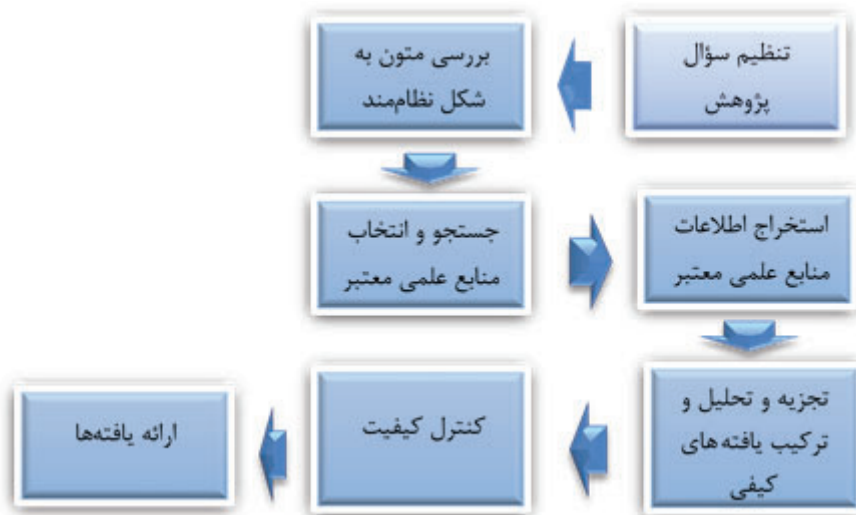 تنظیم سؤال
پژوهش
بررسی متون به
شکل نظام‌مند
جستجو و انتخاب
منابع علمی معتبر
استخراج اطلاعات
منابع علمی معتبر
تجزیه و تحلیل و
ترکیب یافته‌های
کیفی
کنترل کیفیت
ارائه یافته‌ها